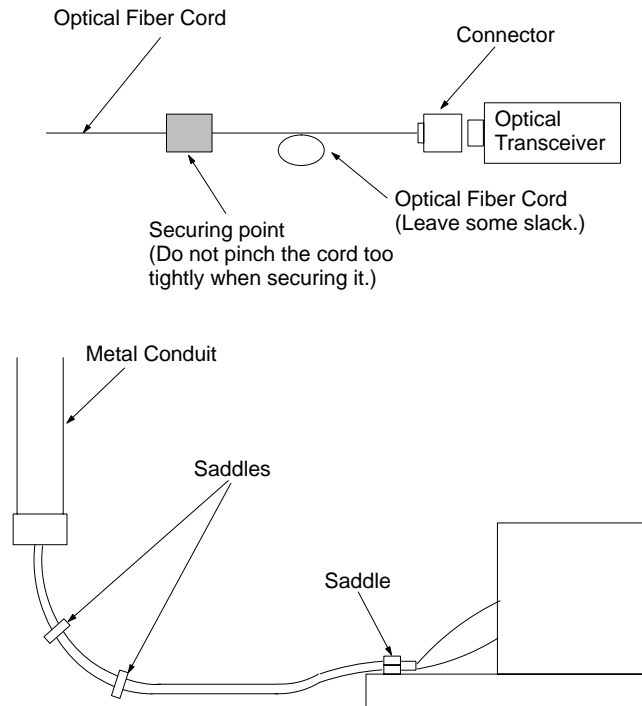 Optical Fiber Cord
Connector
Optical
Transceiver
Optical Fiber Cord
(Leave some slack.)
Securing point
(Do not pinch the cord too
tightly when securing it.)
Metal Conduit
Saddles
Saddle